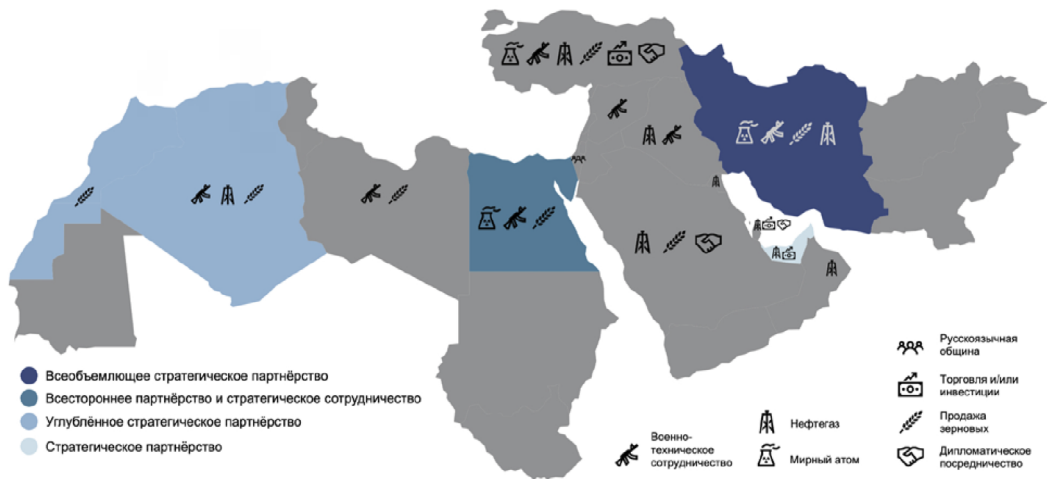 Всеобъемлющее стратегическое партнёрство
Всестороннее партнёрство и стратегическое сотрудничество
Углублённое стратегическое партнёрство
Стратегическое партнёрство
Военно-
техническое
сотрудничество
Нефтегаз
Мирный атом
Русскоязычная
община
Торговля и/или
инвестиции
Продажа
зерновых
Дипломатическое
посредничество